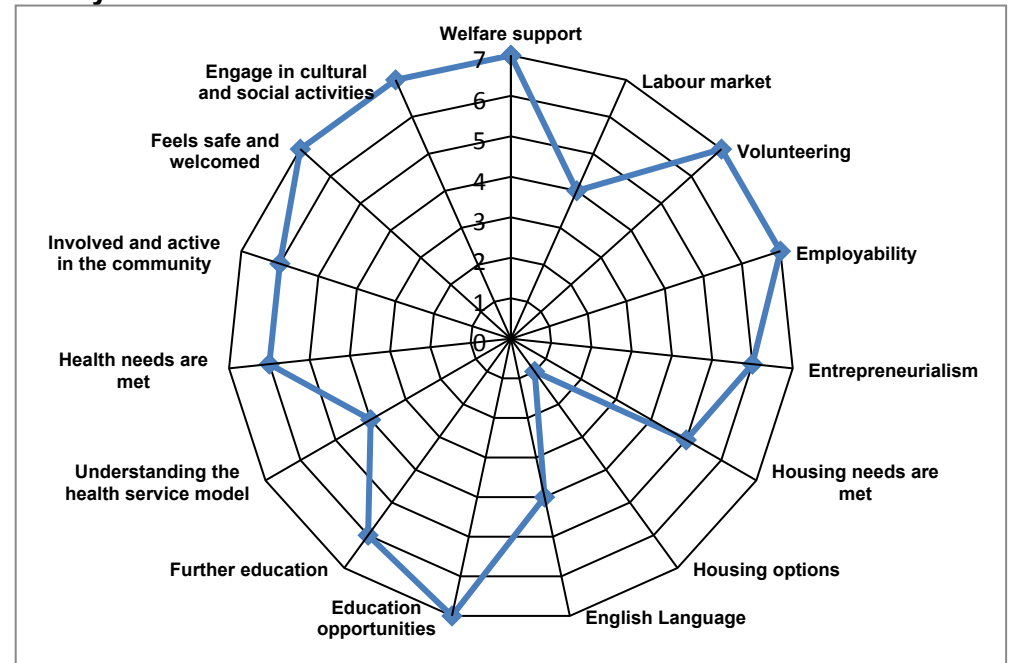 Welfare support
Labour market
Volunteering
Employability
Entrepreneurialism
Housing needs are
met
Housing options
English Language
Education
opportunities
Further education
Understanding the
health service model
Health needs are
met
Involved and active
in the community
Feels safe and
welcomed
Engage in cultural
and social activities
7
6
5
4
3
2
1
0